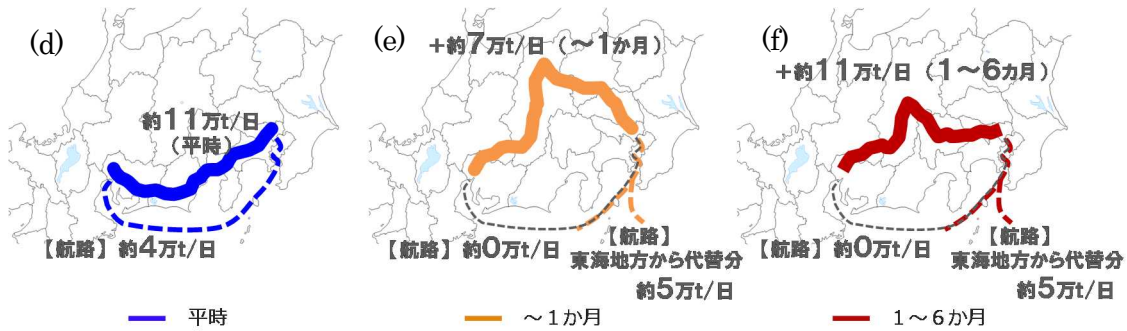 (d)
約11万t/日
(平時)
【航路】約4万t/日
平時
(e)
+約7万t/日(~1か月)
【航路】
約0万t/日
東海地方から代替分
約5万t/日
~1か月
(f)
+約11万t/日(1~6カ月)
【航路】
約0万t/日
東海地方から代替分
約5万t/日
1~6か月